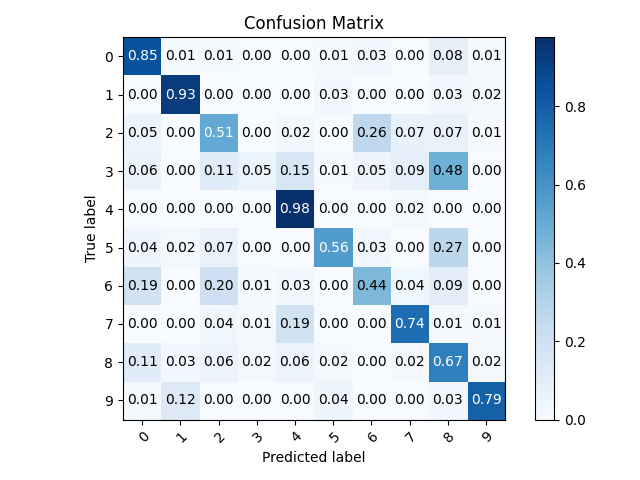 Confusion Matrix
True label
0 0.85 0.01 0.01 0.00 0.00 0.01 0.03 0.00 0.08 0.01
1 0.00 0.93 0.00 0.00 0.00 0.03 0.00 0.00 0.03 0.02
2 0.05 0.00 0.51 0.00 0.02 0.00 0.26 0.07 0.07 0.01
3 0.06 0.00 0.11 0.05 0.15 0.01 0.05 0.09 0.48 0.00
4 0.00 0.00 0.00 0.00 0.98 0.00 0.00 0.02 0.00 0.00
5 0.04 0.02 0.07 0.00 0.00 0.56 0.03 0.00 0.27 0.00
6 0.19 0.00 0.20 0.01 0.03 0.00 0.44 0.04 0.09 0.00
7 0.00 0.00 0.04 0.01 0.19 0.00 0.00 0.74 0.01 0.01
8 0.11 0.03 0.06 0.02 0.06 0.02 0.00 0.02 0.67 0.02
9 0.01 0.12 0.00 0.00 0.00 0.04 0.00 0.00 0.03 0.79
0 1 2 3 4 5 6 7 8 9
Predicted label
0.8
0.6
0.4
0.2
0.0